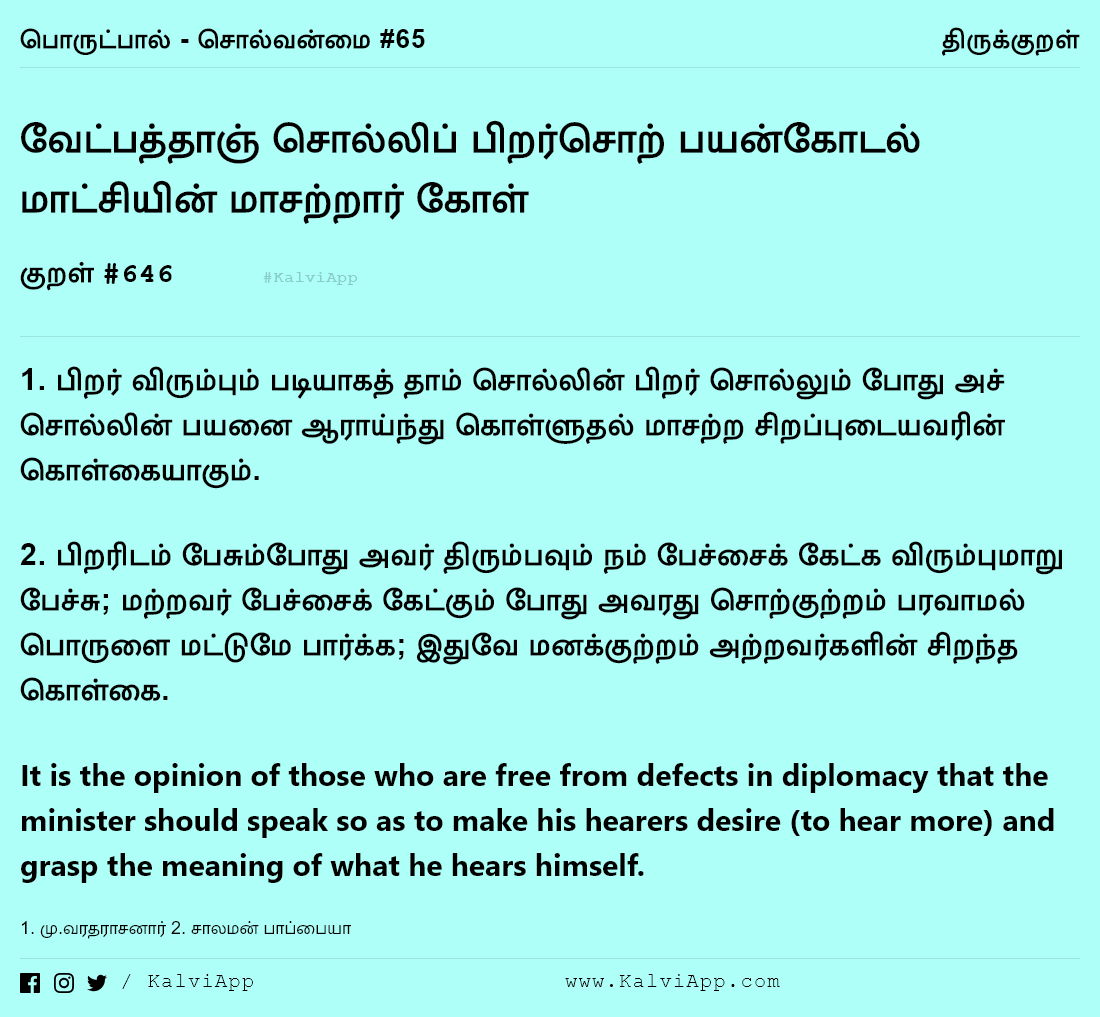 பொருட்பால் - சொல்வன்மை #65 திருக்குறள்
வேட்பத்தாஞ் சொல்லிப் பிறர்சொற் பயன்கோடல்
மாட்சியின் மாசற்றார் கோள்
குறள் #646 #KalviApp
1. பிறர் விரும்பும் படியாகத் தாம் சொல்லின் பிறர் சொல்லும் போது அச்
சொல்லின் பயனை ஆராய்ந்து கொள்ளுதல் மாசற்ற சிறப்புடையவரின்
கொள்கையாகும்.
2. பிறரிடம் பேசும்போது அவர் திரும்பவும் நம் பேச்சைக் கேட்க விரும்புமாறு
பேச்சு; மற்றவர் பேச்சைக் கேட்கும் போது அவரது சொற்குற்றம் பரவாமல்
பொருளை மட்டுமே பார்க்க; இதுவே மனக்குற்றம் அற்றவர்களின் சிறந்த
கொள்கை.
It is the opinion of those who are free from defects in diplomacy that the
minister should speak so as to make his hearers desire (to hear more) and
grasp the meaning of what he hears himself.
1. மு.வரதராசனார் 2. சாலமன் பாப்பையா
/ KalviApp www.KalviApp.com